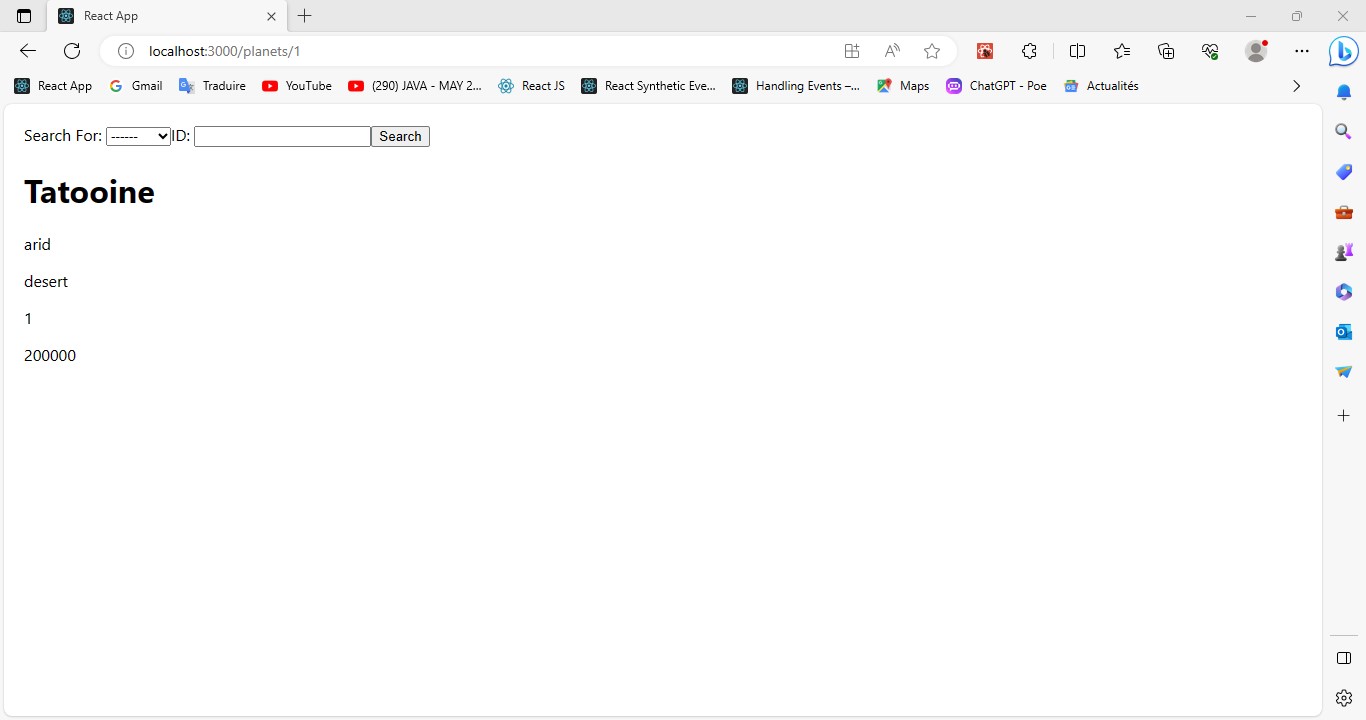 React App
localhost:3000/planets/1
React App Gmail Traduire YouTube (290) JAVA - MAY 2... React JS React Synthetic Eve... Handling Events –... Maps ChatGPT - Poe Actualités
Search For: ------ ID: Search
Tatooine
arid
desert
1
200000